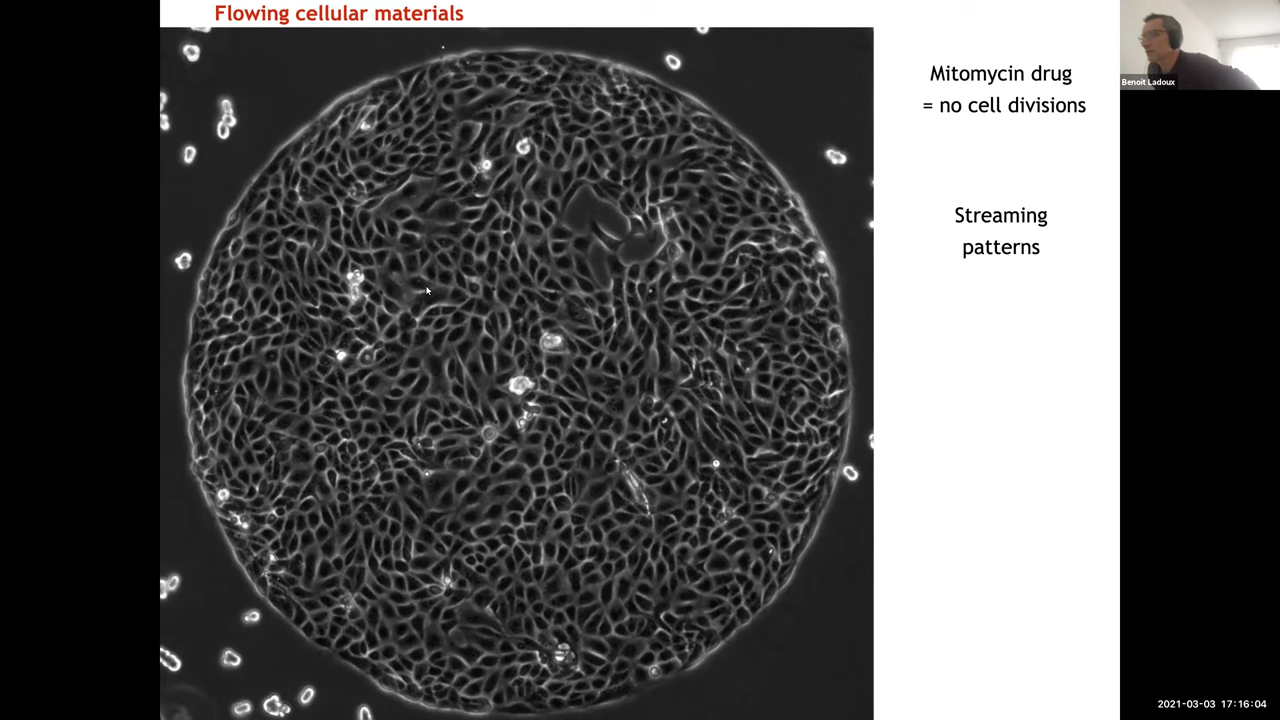 Flowing cellular materials
Mitomycin drug
= no cell divisions
Streaming
patterns
Benoit Ladoux
2021-03-03 17:16:04